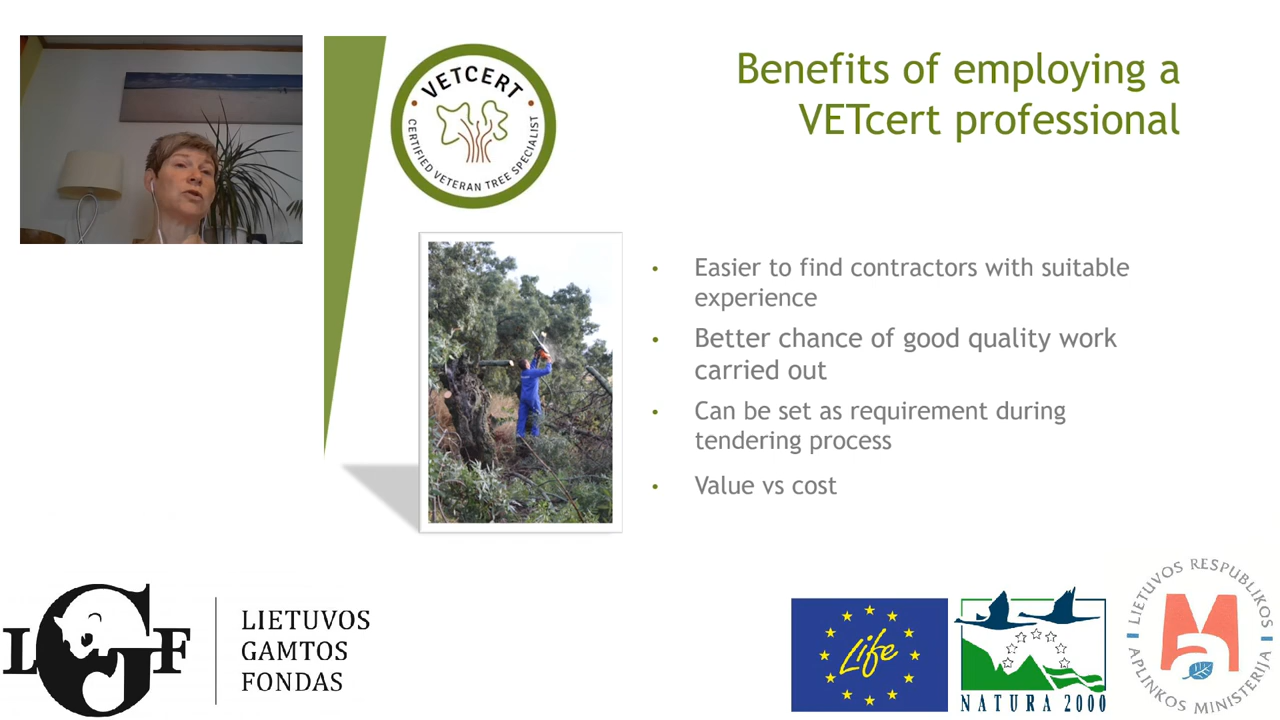 VETCERT
CERTIFIED VETERAN TREE SPECIALIST
Benefits of employing a
VETcert professional
• Easier to find contractors with suitable
experience
• Better chance of good quality work
carried out
• Can be set as requirement during
tendering process
• Value vs cost
LGF
LIETUVOS
GAMTOS
FONDAS
Life
NATURA 2000
LIETUVOS RESPUBLIKOS
APLINKOS MINISTERIJA